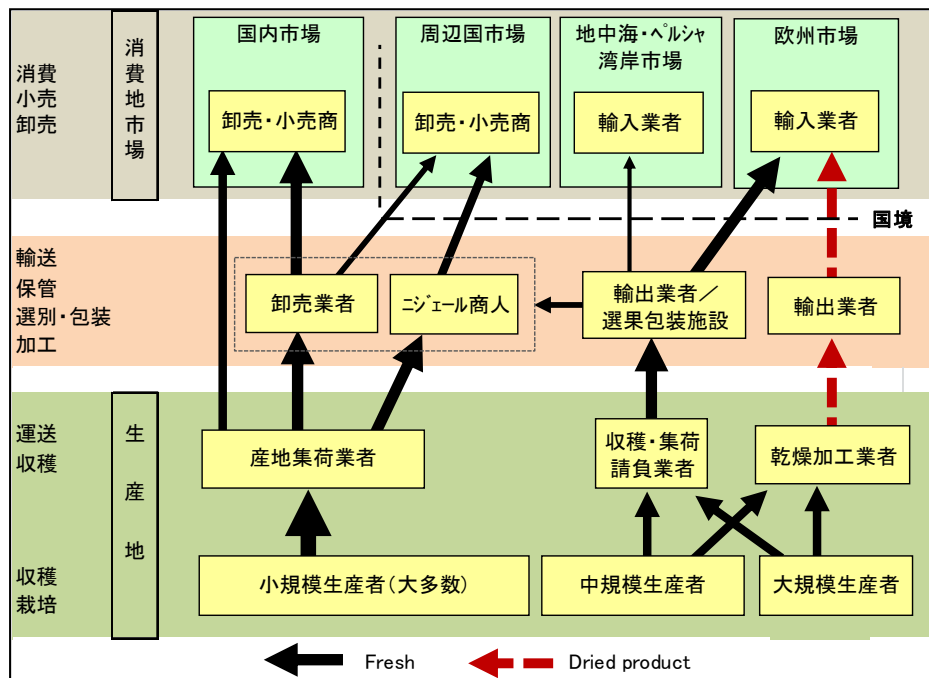 消費
小売
卸売
消費地市場
国内市場
周辺国市場
地中海・ペルシャ
湾岸市場
欧州市場
卸売・小売商
卸売・小売商
輸入業者
輸入業者
国境
輸送
保管
選別・包装
加工
卸売業者
ニジェール商人
輸出業者／
選果包装施設
輸出業者
運送
収穫
生産地
産地集荷業者
収穫・集荷
請負業者
乾燥加工業者
収穫
栽培
小規模生産者(大多数)
中規模生産者
大規模生産者
Fresh
Dried product